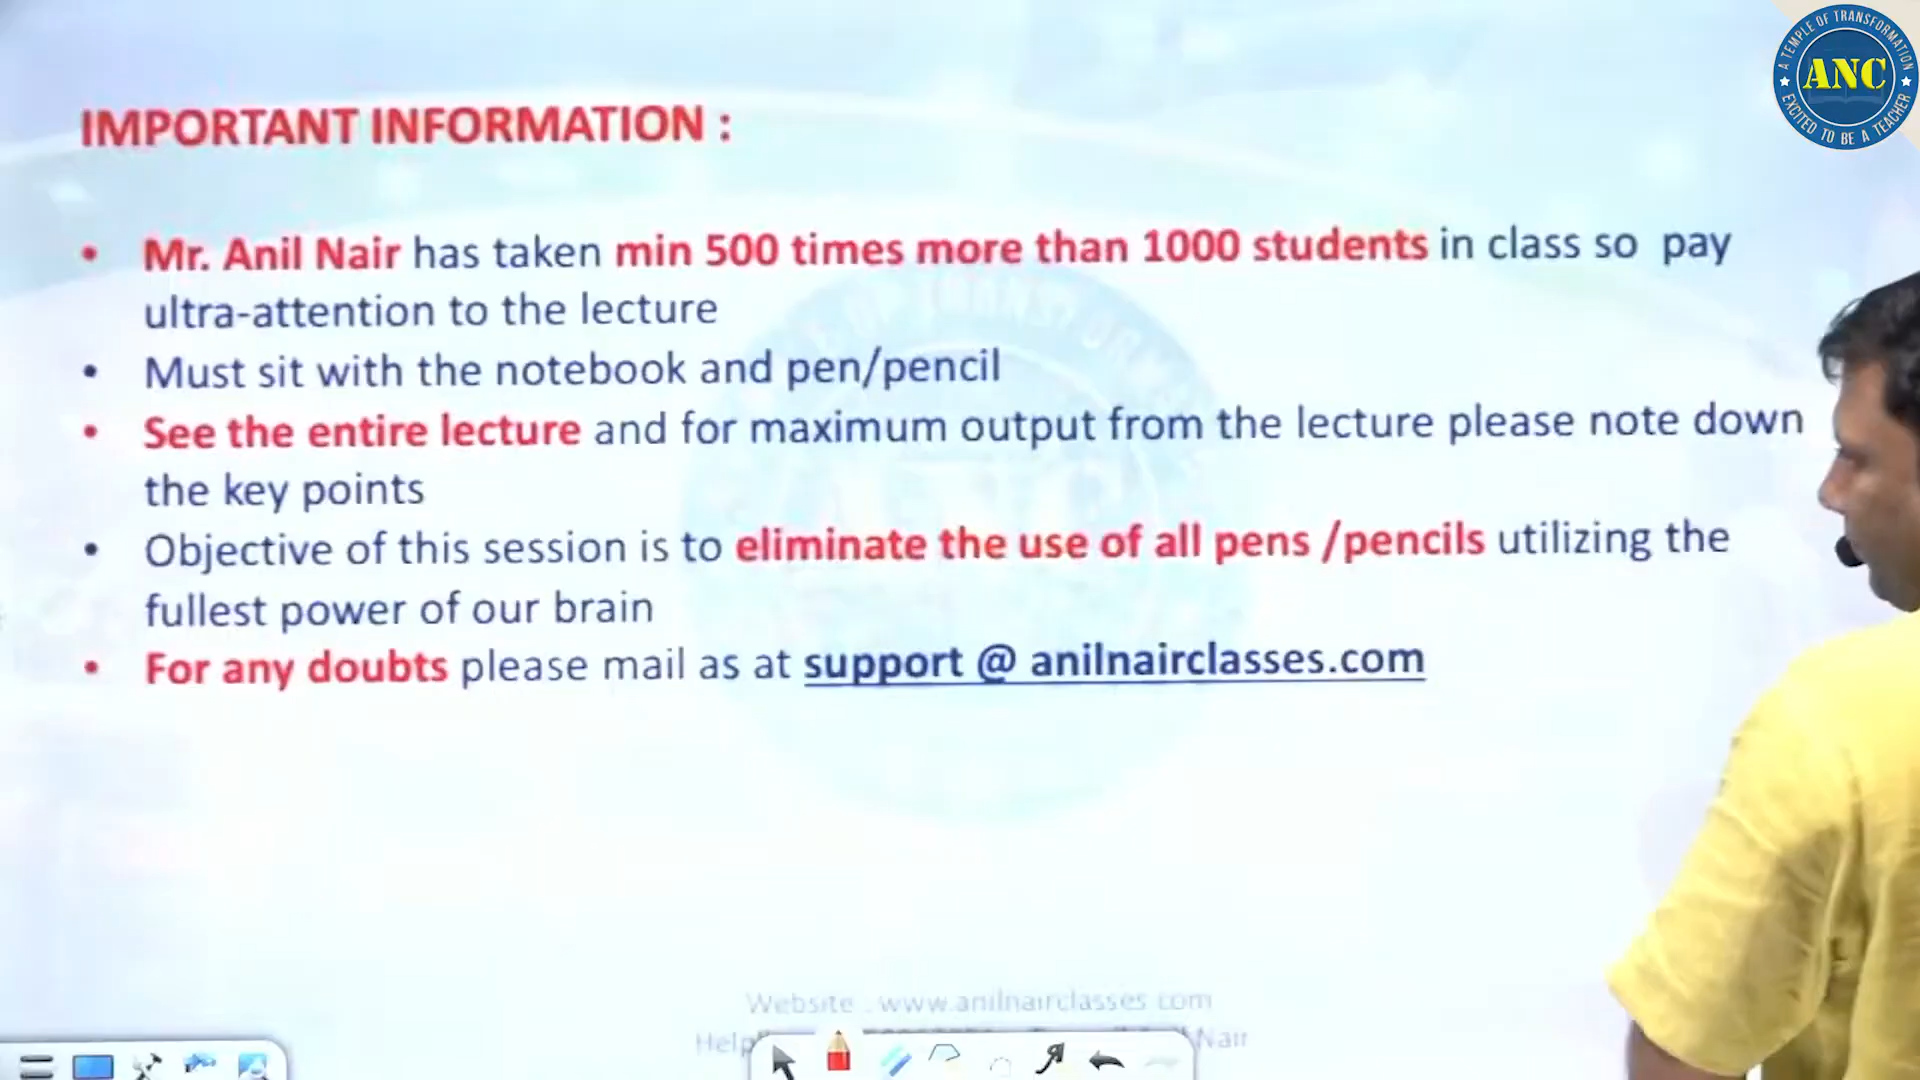 A TEMPLE OF TRANSFORMATION
ANC
EXCITED TO BE A TEACHER
IMPORTANT INFORMATION :
• Mr. Anil Nair has taken min 500 times more than 1000 students in class so pay
ultra-attention to the lecture
• Must sit with the notebook and pen/pencil
• See the entire lecture and for maximum output from the lecture please note down
the key points
• Objective of this session is to eliminate the use of all pens /pencils utilizing the
fullest power of our brain
• For any doubts please mail as at support @ anilnairclasses.com
Website : www.anilnairclasses.com
Nair